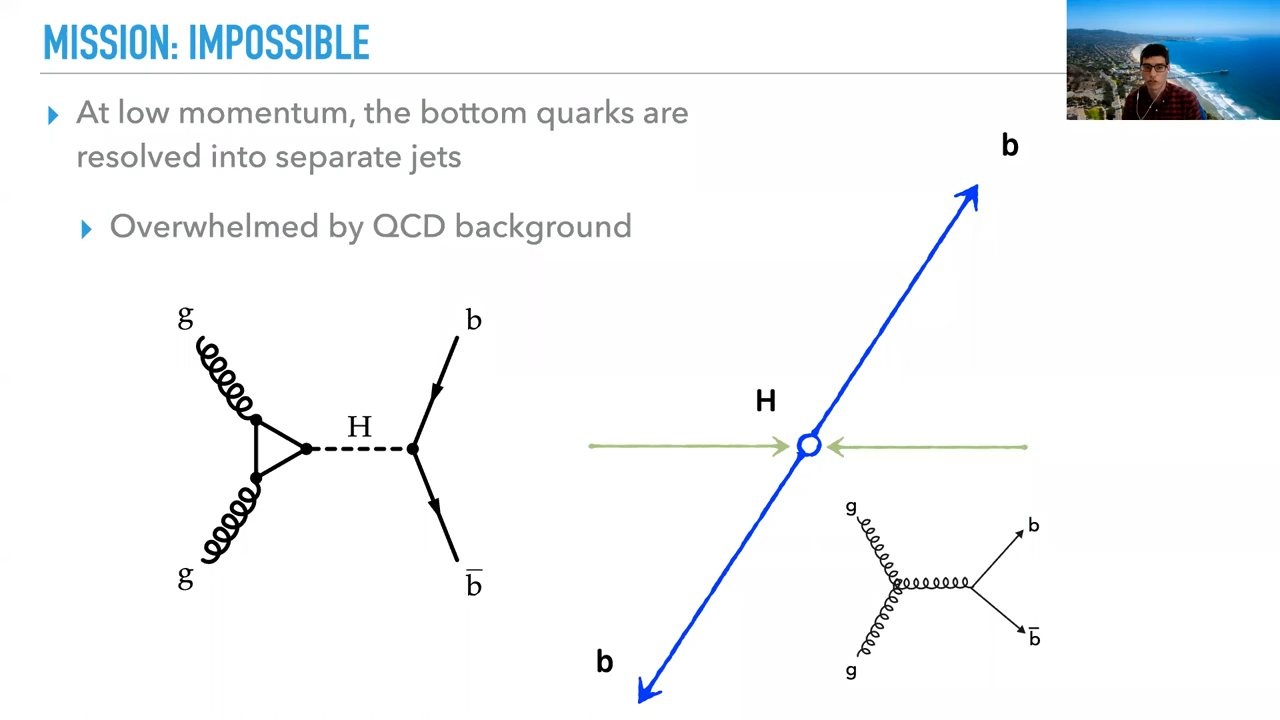 MISSION: IMPOSSIBLE
At low momentum, the bottom quarks are
resolved into separate jets
Overwhelmed by QCD background
g
b
H
g
b̄
b
H
b
g
b
g
b̄